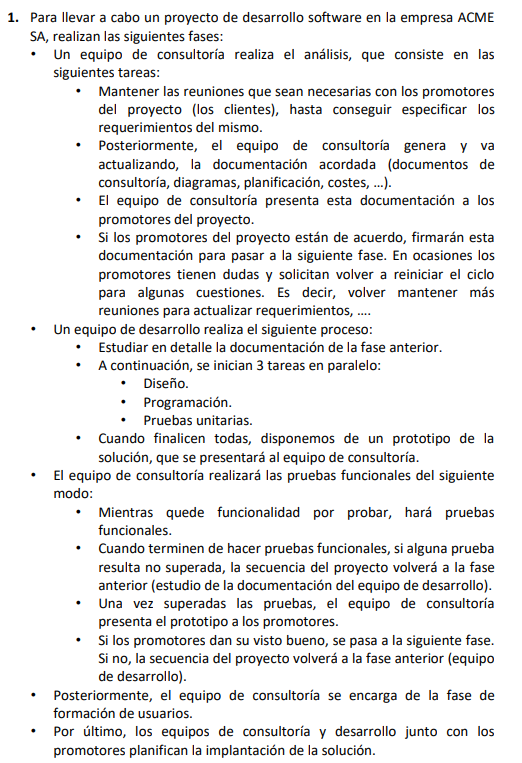 1. Para llevar a cabo un proyecto de desarrollo software en la empresa ACME
SA, realizan las siguientes fases:
• Un equipo de consultoría realiza el análisis, que consiste en las
siguientes tareas:
• Mantener las reuniones que sean necesarias con los promotores
del proyecto (los clientes), hasta conseguir especificar los
requerimientos del mismo.
• Posteriormente, el equipo de consultoría genera y va
actualizando, la documentación acordada (documentos de
consultoría, diagramas, planificación, costes, ...).
• El equipo de consultoría presenta esta documentación a los
promotores del proyecto.
• Si los promotores del proyecto están de acuerdo, firmarán esta
documentación para pasar a la siguiente fase. En ocasiones los
promotores tienen dudas y solicitan volver a reiniciar el ciclo
para algunas cuestiones. Es decir, volver mantener más
reuniones para actualizar requerimientos, ....
• Un equipo de desarrollo realiza el siguiente proceso:
• Estudiar en detalle la documentación de la fase anterior.
• A continuación, se inician 3 tareas en paralelo:
• Diseño.
• Programación.
• Pruebas unitarias.
• Cuando finalicen todas, disponemos de un prototipo de la
solución, que se presentará al equipo de consultoría.
• El equipo de consultoría realizará las pruebas funcionales del siguiente
modo:
• Mientras quede funcionalidad por probar, hará pruebas
funcionales.
• Cuando terminen de hacer pruebas funcionales, si alguna prueba
resulta no superada, la secuencia del proyecto volverá a la fase
anterior (estudio de la documentación del equipo de desarrollo).
• Una vez superadas las pruebas, el equipo de consultoría
presenta el prototipo a los promotores.
• Si los promotores dan su visto bueno, se pasa a la siguiente fase.
Si no, la secuencia del proyecto volverá a la fase anterior (equipo
de desarrollo).
• Posteriormente, el equipo de consultoría se encarga de la fase de
formación de usuarios.
• Por último, los equipos de consultoría y desarrollo junto con los
promotores planifican la implantación de la solución.